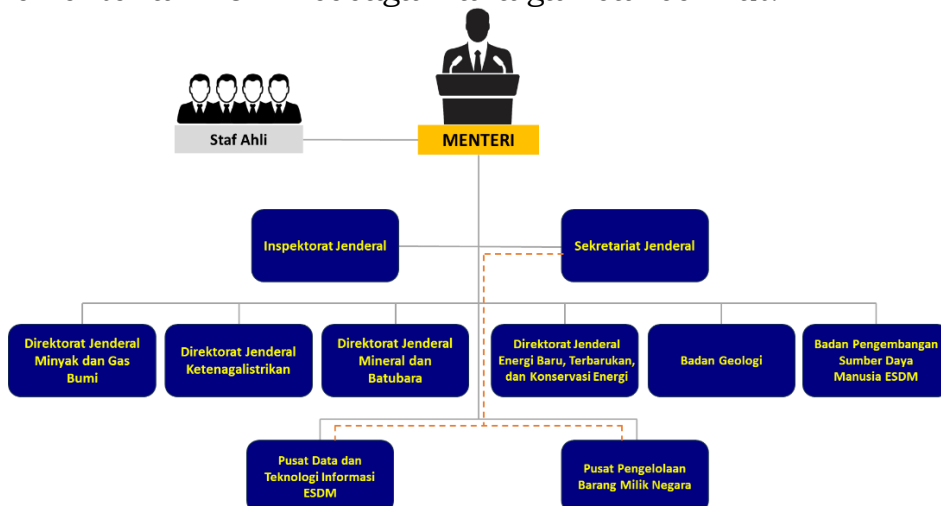 Staf Ahli
MENTERI
Inspektorat Jenderal
Sekretariat Jenderal
Direktorat Jenderal
Minyak dan Gas
Bumi
Direktorat Jenderal
Ketenagalistrikan
Direktorat Jenderal
Mineral dan
Batubara
Direktorat Jenderal
Energi Baru, Terbarukan,
dan Konservasi Energi
Badan Geologi
Badan Pengembangan
Sumber Daya
Manusia ESDM
Pusat Data dan
Teknologi Informasi
ESDM
Pusat Pengelolaan
Barang Milik Negara